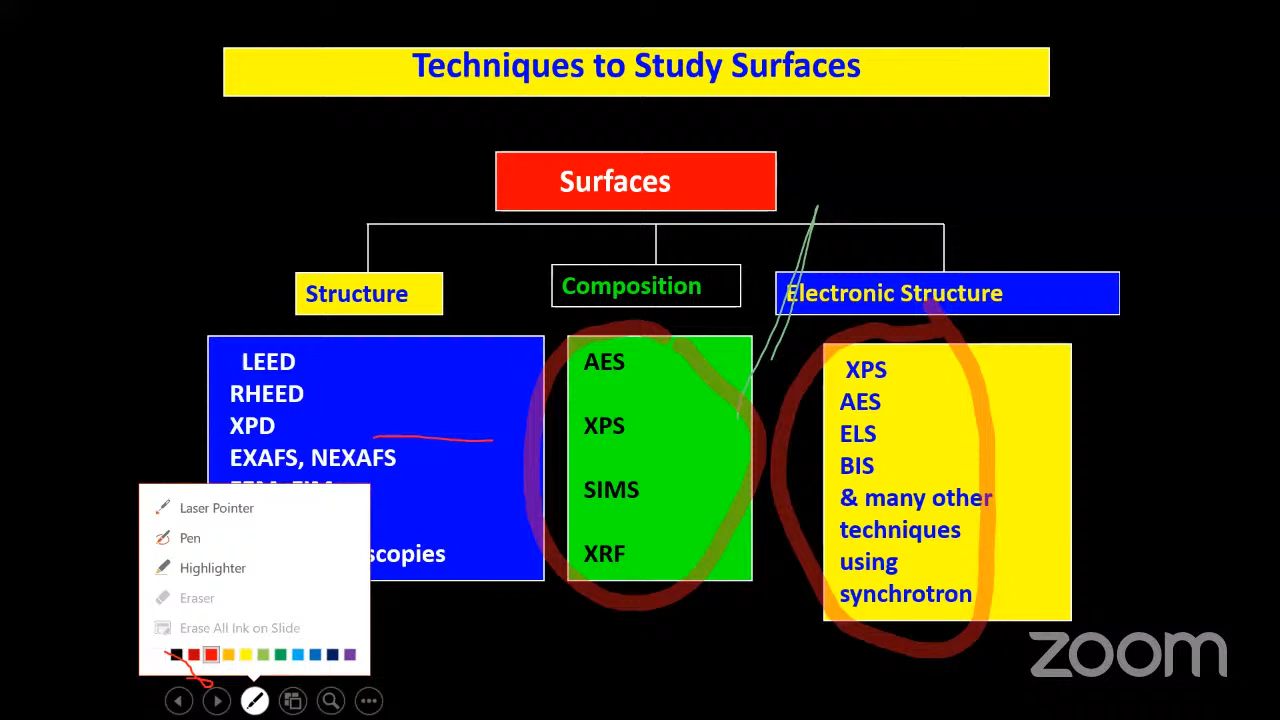 Techniques to Study Surfaces
Surfaces
Structure
Composition
Electronic Structure
LEED
RHEED
XPD
EXAFS, NEXAFS
scopies
AES
XPS
SIMS
XRF
XPS
AES
ELS
BIS
& many other
techniques
using
synchrotron
Laser Pointer
Pen
Highlighter
Eraser
Erase All Ink on Slide
zoom